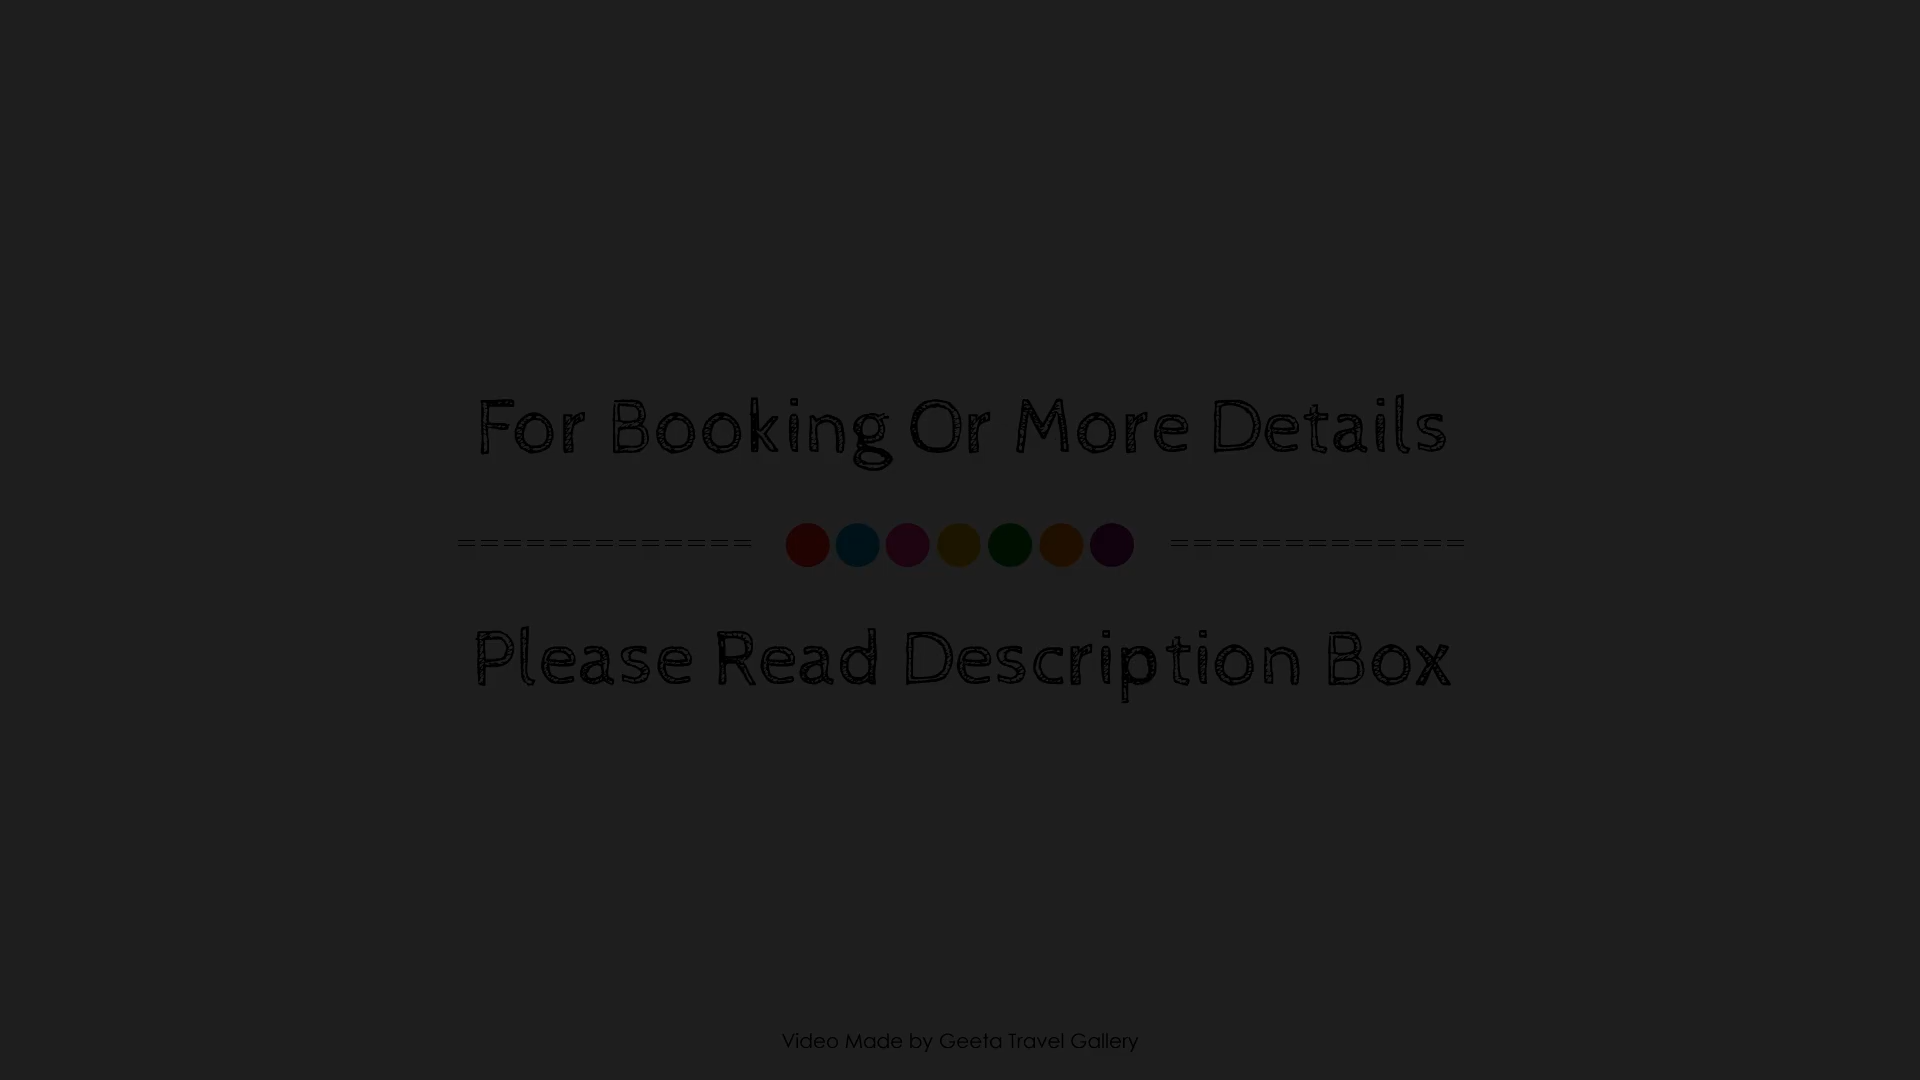 For Booking Or More Details
============= =============
Please Read Description Box
Video Made by Geeta Travel Gallery